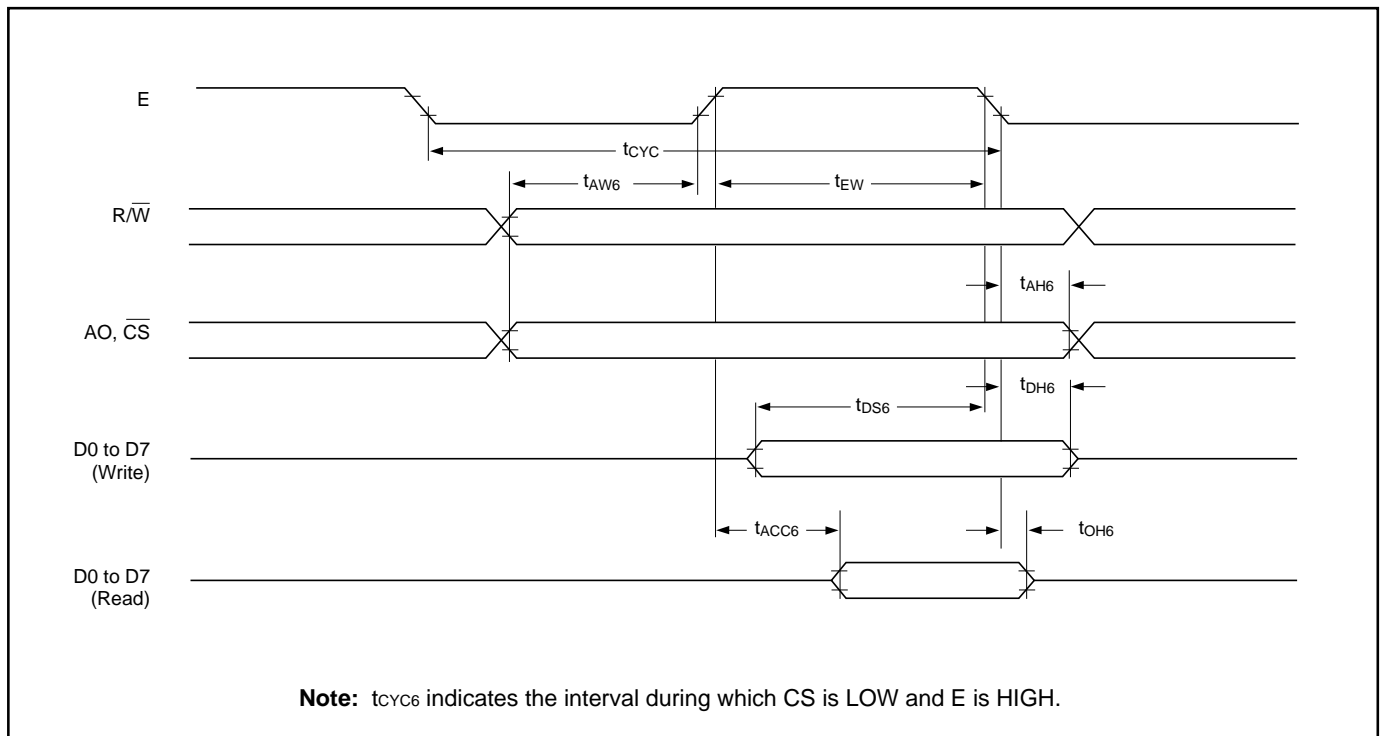 E
tCYC
tAW6
tEW
R/W̅
tAH6
AO, C̅S̅
tDH6
tDS6
D0 to D7
(Write)
tACC6
tOH6
D0 to D7
(Read)
Note: tCYC6 indicates the interval during which CS is LOW and E is HIGH.